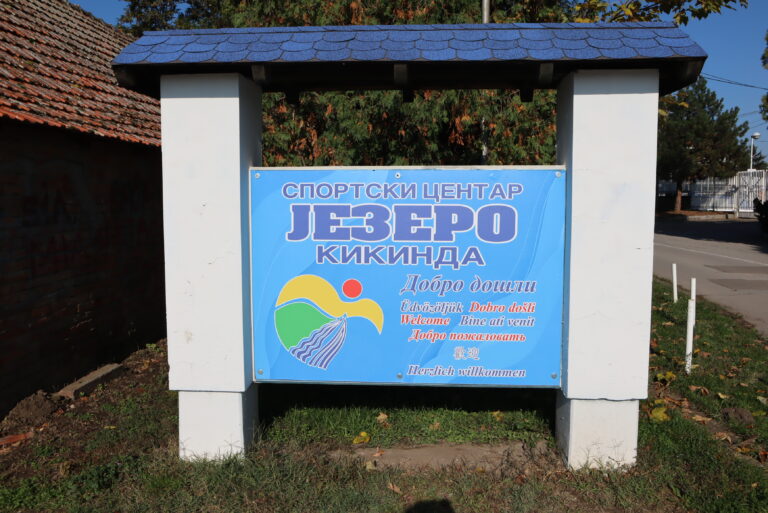 СПОРТСКИ ЦЕНТАР
ЈЕЗЕРО
КИКИНДА
Добро дошли
Üdvözöljük Dobro došli
Welcome Bine ati venit
Добро пожаловать
歡迎
Herzlich willkommen